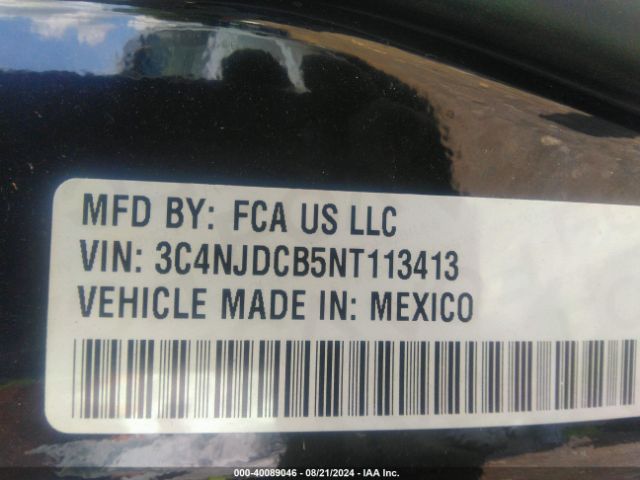 MFD BY: FCA US LLC
VIN: 3C4NJDCB5NT113413
VEHICLE MADE IN: MEXICO
000-40089046 - 08/21/2024 - IAA Inc.